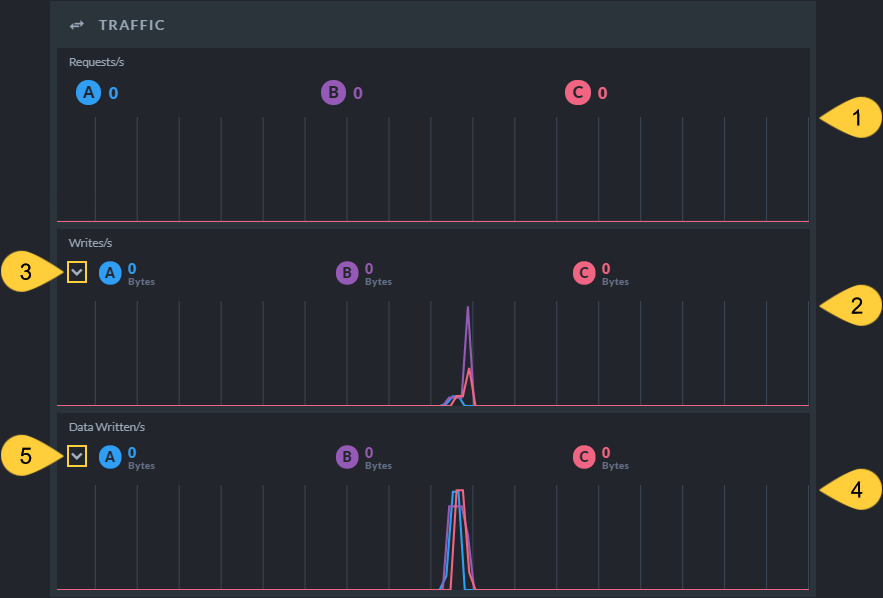 TRAFFIC
Requests/s
A 0 B 0 C 0
1
Writes/s
3 A 0 Bytes B 0 Bytes C 0 Bytes
2
Data Written/s
5 A 0 Bytes B 0 Bytes C 0 Bytes
4